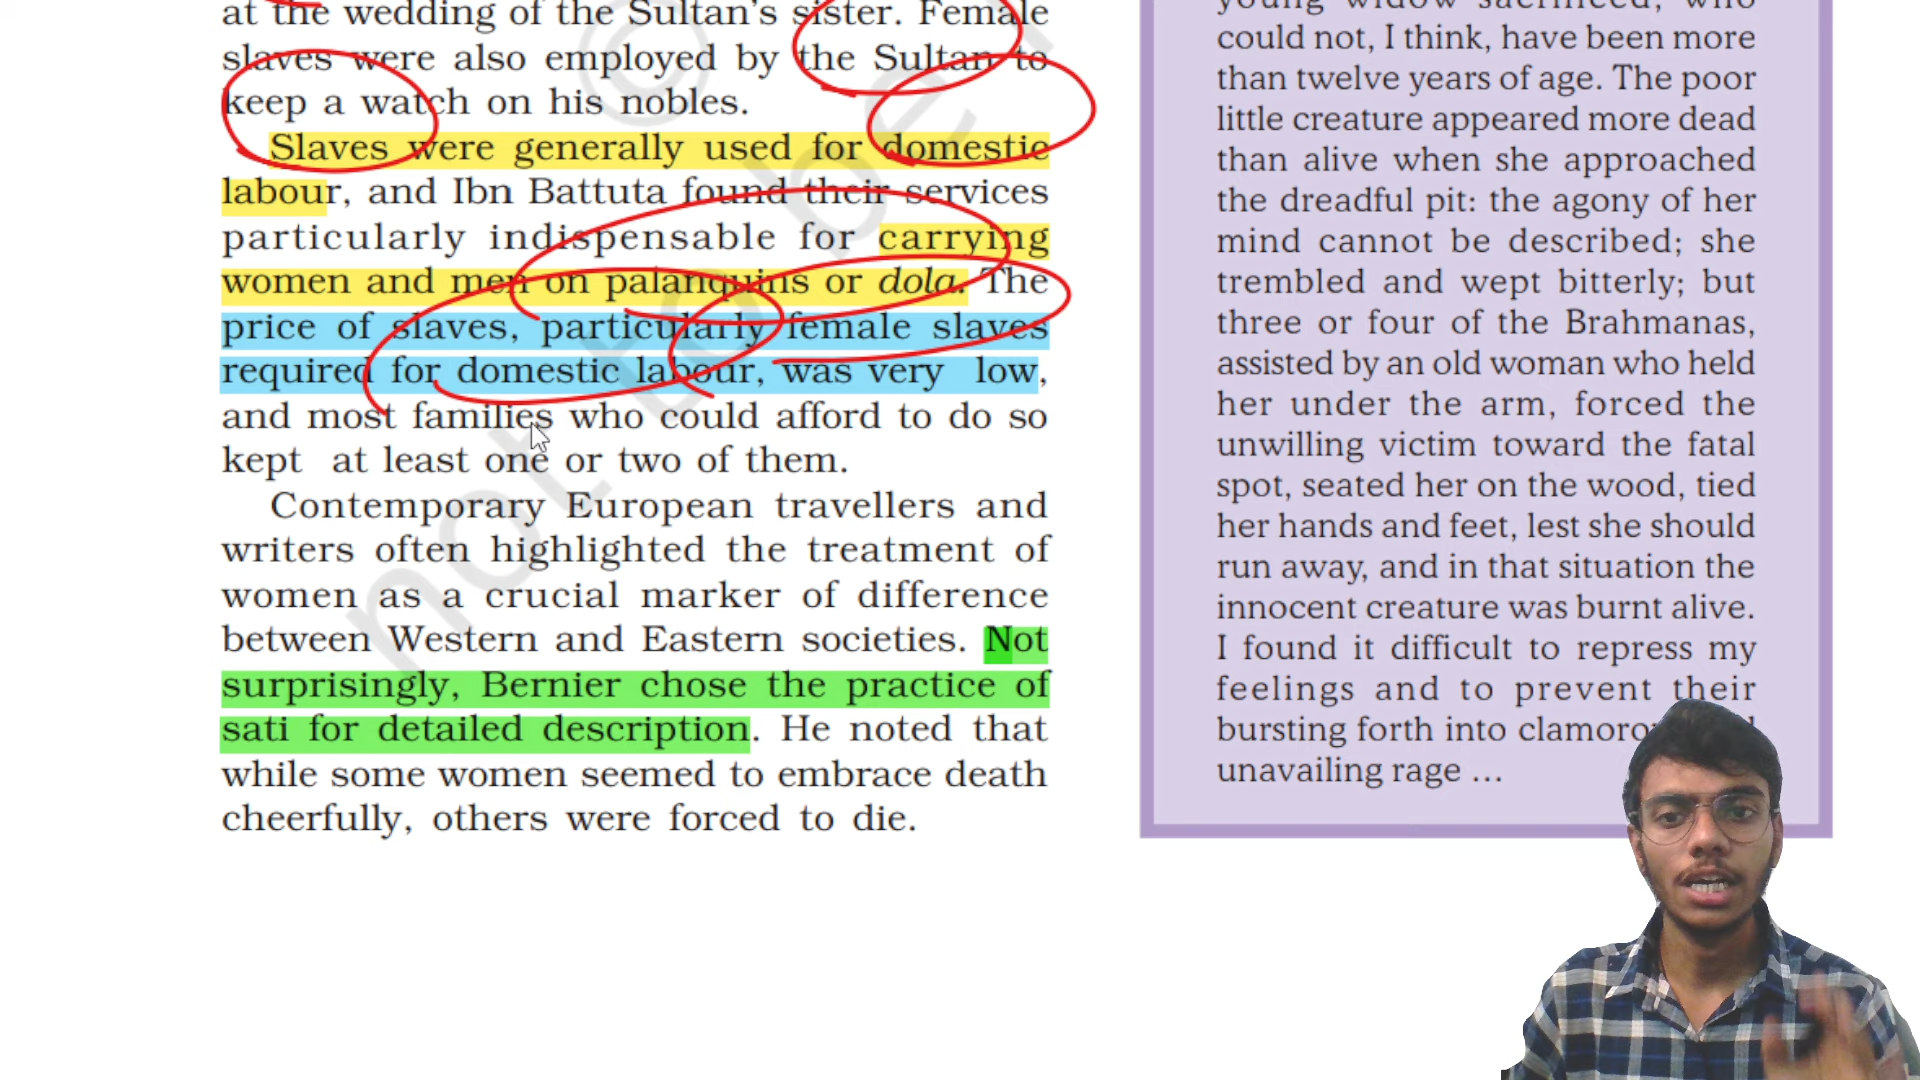 at the wedding of the Sultan's sister. Female
slaves were also employed by the Sultan to
keep a watch on his nobles.
Slaves were generally used for domestic
labour, and Ibn Battuta found their services
particularly indispensable for carrying
women and men on palanquins or dola. The
price of slaves, particularly female slaves
required for domestic labour, was very low,
and most families who could afford to do so
kept at least one or two of them.
Contemporary European travellers and
writers often highlighted the treatment of
women as a crucial marker of difference
between Western and Eastern societies. Not
surprisingly, Bernier chose the practice of
sati for detailed description. He noted that
while some women seemed to embrace death
cheerfully, others were forced to die.
young widow sacrificed, who
could not, I think, have been more
than twelve years of age. The poor
little creature appeared more dead
than alive when she approached
the dreadful pit: the agony of her
mind cannot be described; she
trembled and wept bitterly; but
three or four of the Brahmanas,
assisted by an old woman who held
her under the arm, forced the
unwilling victim toward the fatal
spot, seated her on the wood, tied
her hands and feet, lest she should
run away, and in that situation the
innocent creature was burnt alive.
I found it difficult to repress my
feelings and to prevent their
bursting forth into
unavailing rage ...
© not to be